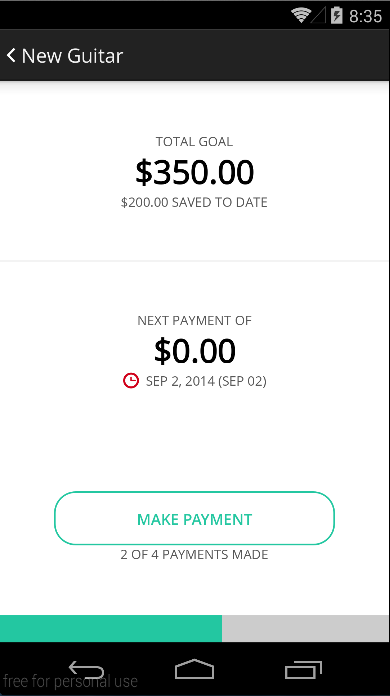 8:35
New Guitar
TOTAL GOAL
$350.00
$200.00 SAVED TO DATE
NEXT PAYMENT OF
$0.00
SEP 2, 2014 (SEP 02)
MAKE PAYMENT
2 OF 4 PAYMENTS MADE
free for personal use